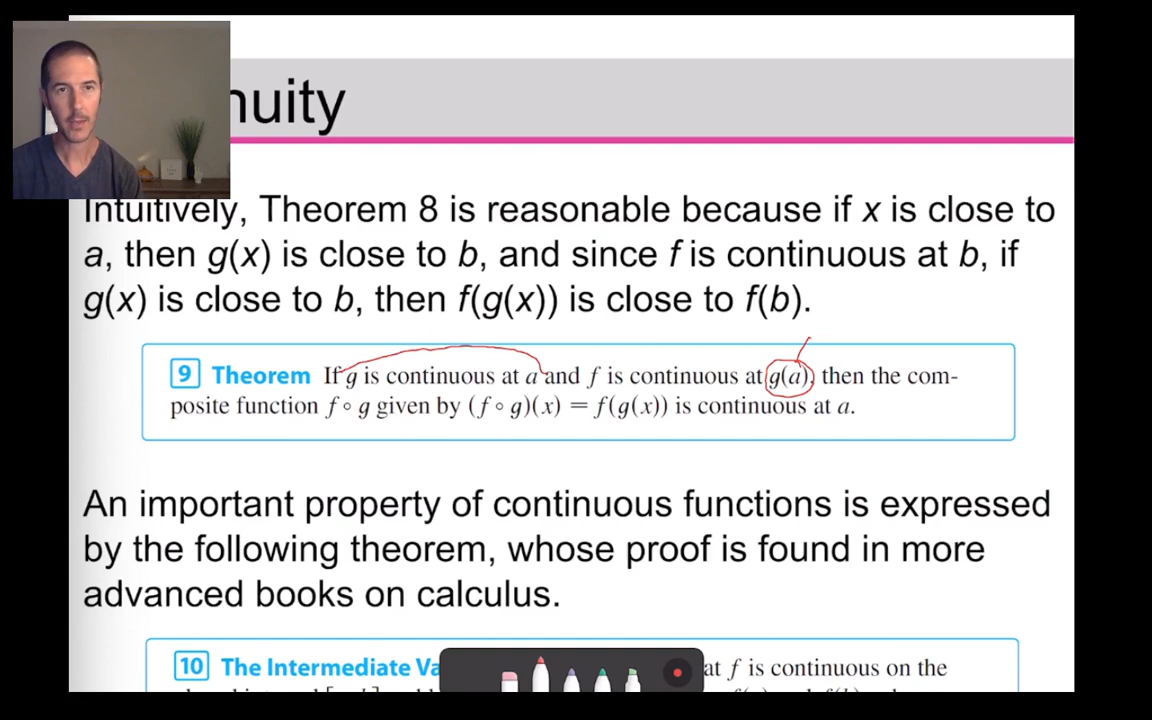 nuity
Intuitively, Theorem 8 is reasonable because if x is close to
a, then g(x) is close to b, and since f is continuous at b, if
g(x) is close to b, then f(g(x)) is close to f(b).
9 Theorem If g is continuous at a and f is continuous at g(a), then the com-
posite function f ∘ g given by (f ∘ g)(x) = f(g(x)) is continuous at a.
An important property of continuous functions is expressed
by the following theorem, whose proof is found in more
advanced books on calculus.
10 The Intermediate Va at f is continuous on the